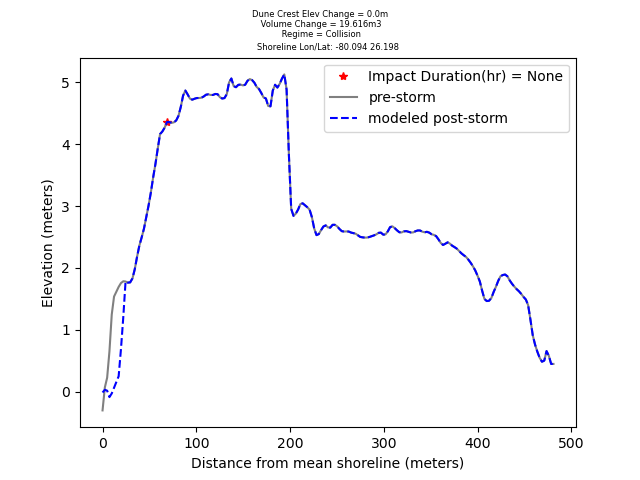 Dune Crest Elev Change = 0.0m
Volume Change = 19.616m3
Regime = Collision
Shoreline Lon/Lat: -80.094 26.198
Impact Duration(hr) = None
pre-storm
modeled post-storm
Elevation (meters)
5
4
3
2
1
0
0 100 200 300 400 500
Distance from mean shoreline (meters)